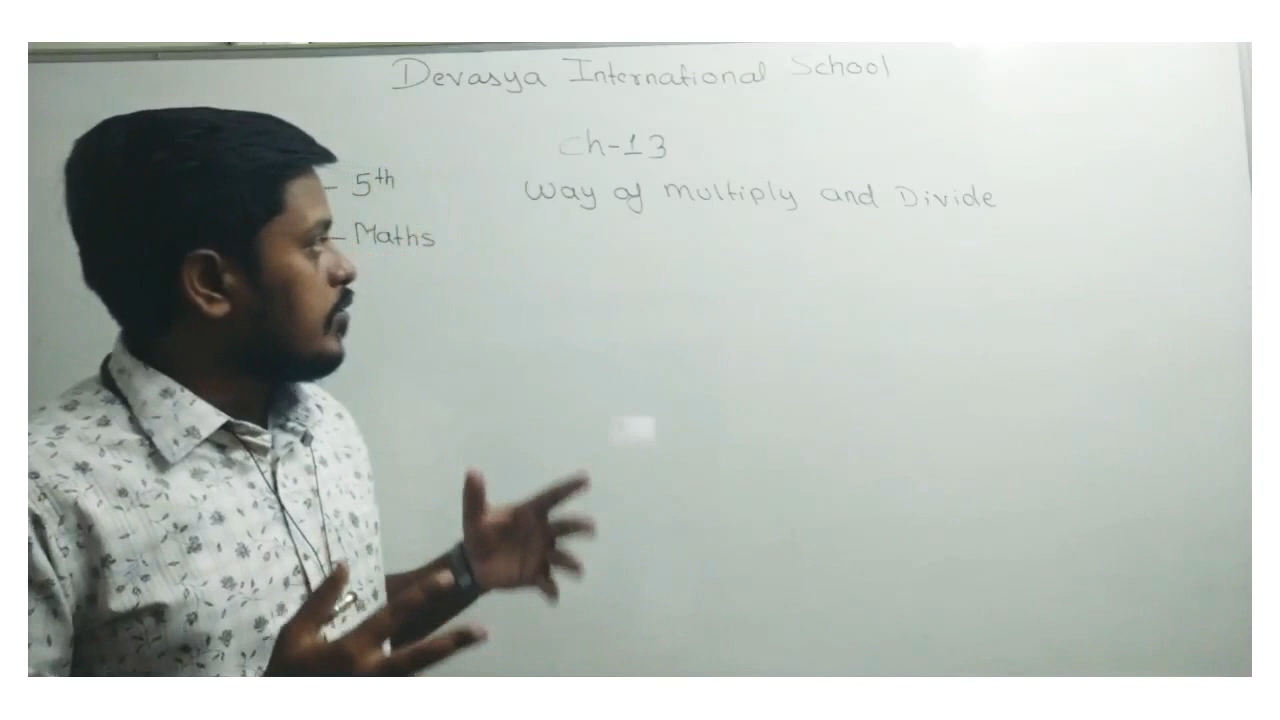 Devasya International School
Ch-13
- 5th
Way of multiply and Divide
- Maths